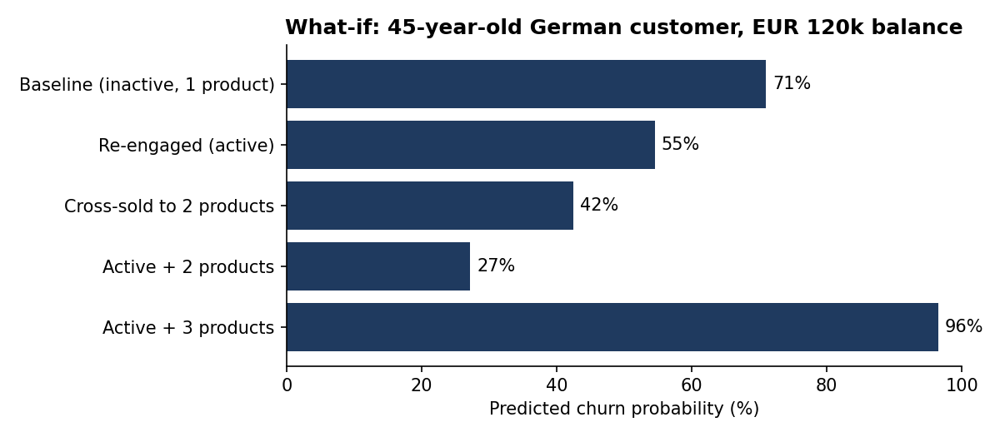 What-if: 45-year-old German customer, EUR 120k balance
Baseline (inactive, 1 product) 71%
Re-engaged (active) 55%
Cross-sold to 2 products 42%
Active + 2 products 27%
Active + 3 products 96%
0 20 40 60 80 100
Predicted churn probability (%)